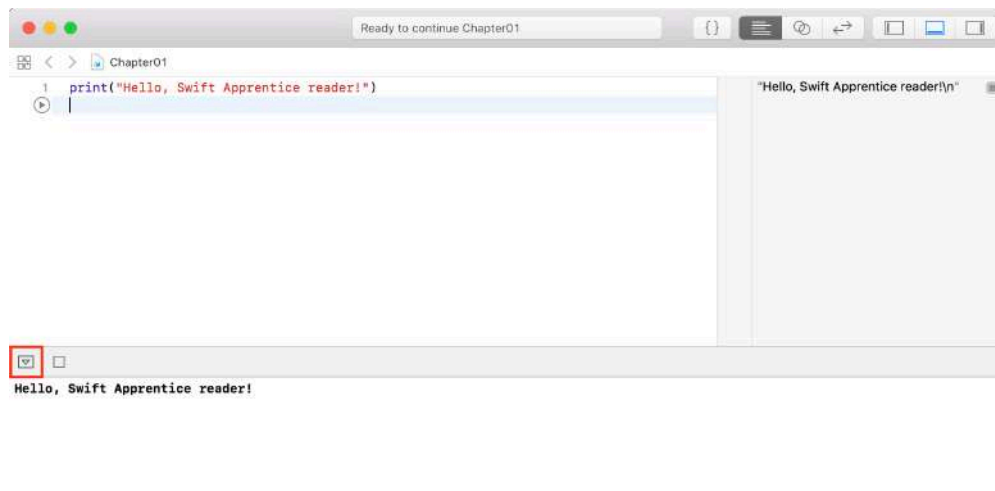 Ready to continue Chapter01
{}
Chapter01
1 print("Hello, Swift Apprentice reader!")
"Hello, Swift Apprentice reader!\n"
Hello, Swift Apprentice reader!